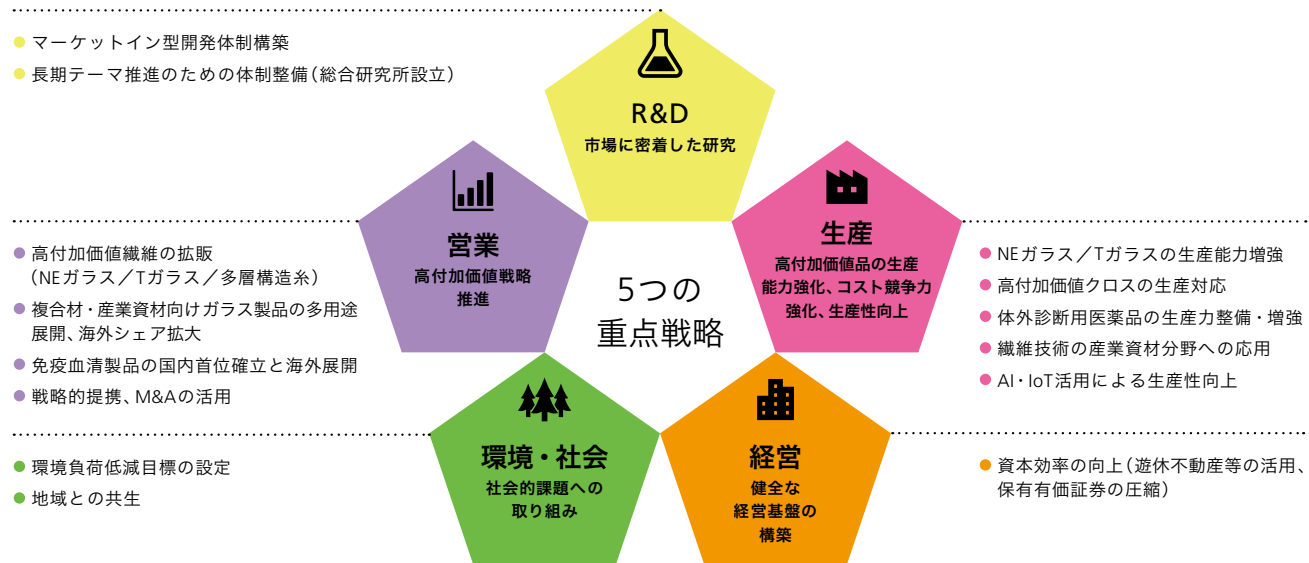 ● マーケットイン型開発体制構築
● 長期テーマ推進のための体制整備(総合研究所設立)
R&D
市場に密着した研究
営業
高付加価値戦略
推進
生産
高付加価値品の生産
能力強化、コスト競争力
強化、生産性向上
5つの
重点戦略
● 高付加価値繊維の拡販
(NEガラス/Tガラス/多層構造糸)
● 複合材・産業資材向けガラス製品の多用途
展開、海外シェア拡大
● 免疫血清製品の国内首位確立と海外展開
● 戦略的提携、M&Aの活用
● NEガラス/Tガラスの生産能力増強
● 高付加価値クロスの生産対応
● 体外診断用医薬品の生産力整備・増強
● 繊維技術の産業資材分野への応用
● AI・IoT活用による生産性向上
環境・社会
社会的課題への
取り組み
経営
健全な
経営基盤の
構築
● 環境負荷低減目標の設定
● 地域との共生
● 資本効率の向上(遊休不動産等の活用、
保有有価証券の圧縮)